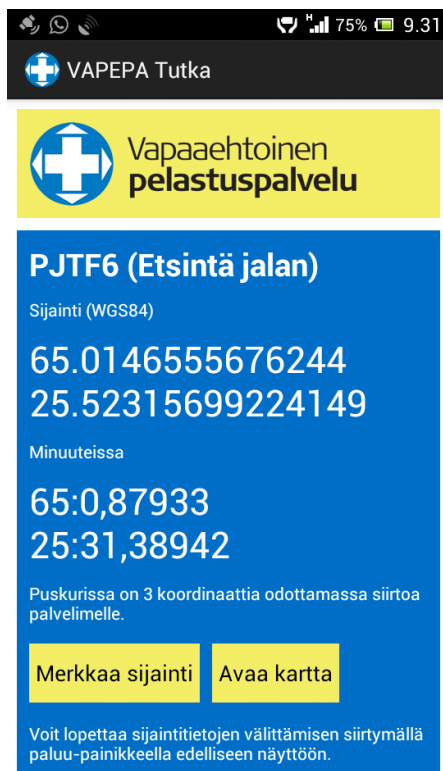 H 75% 9.31
VAPEPA Tutka
Vapaaehtoinen
pelastuspalvelu
PJTF6 (Etsintä jalan)
Sijainti (WGS84)
65.0146555676244
25.52315699224149
Minuuteissa
65:0,87933
25:31,38942
Puskurissa on 3 koordinaattia odottamassa siirtoa
palvelimelle.
Merkkaa sijainti Avaa kartta
Voit lopettaa sijaintitietojen välittämisen siirtymällä
paluu-painikkeella edelliseen näyttöön.